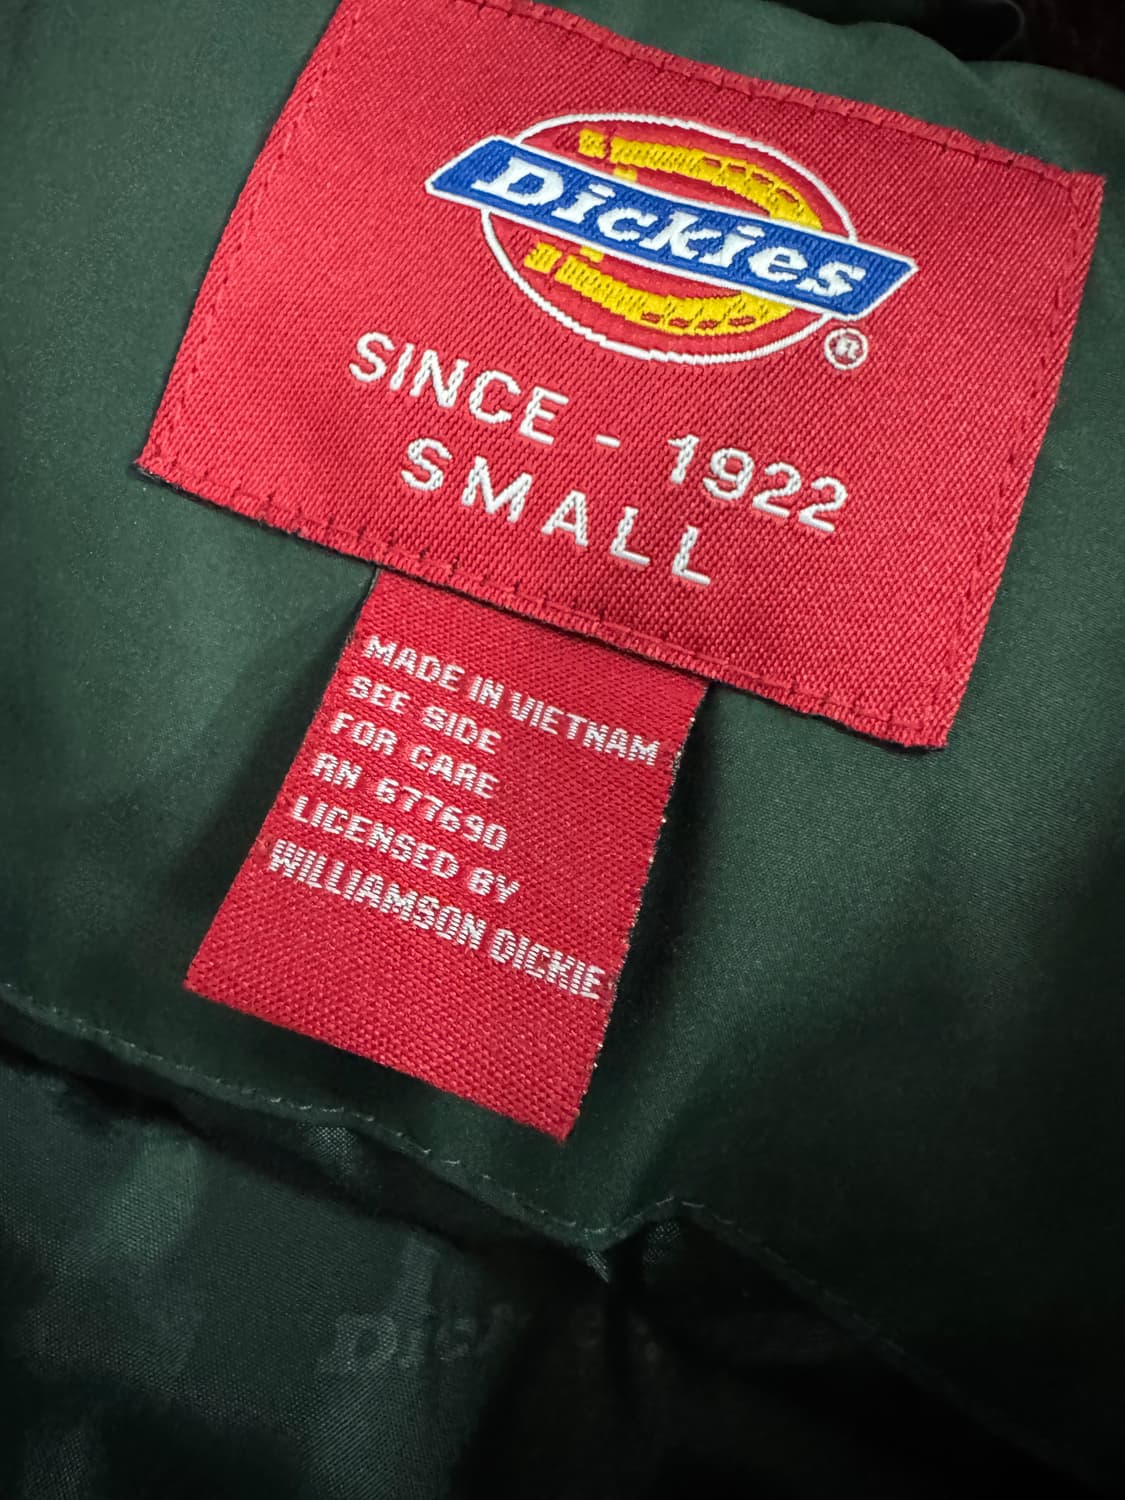 Dickies
®
SINCE - 1922
SMALL
MADE IN VIETNAM
SEE SIDE
FOR CARE
RN 677690
LICENSED BY
WILLIAMSON DICKIE